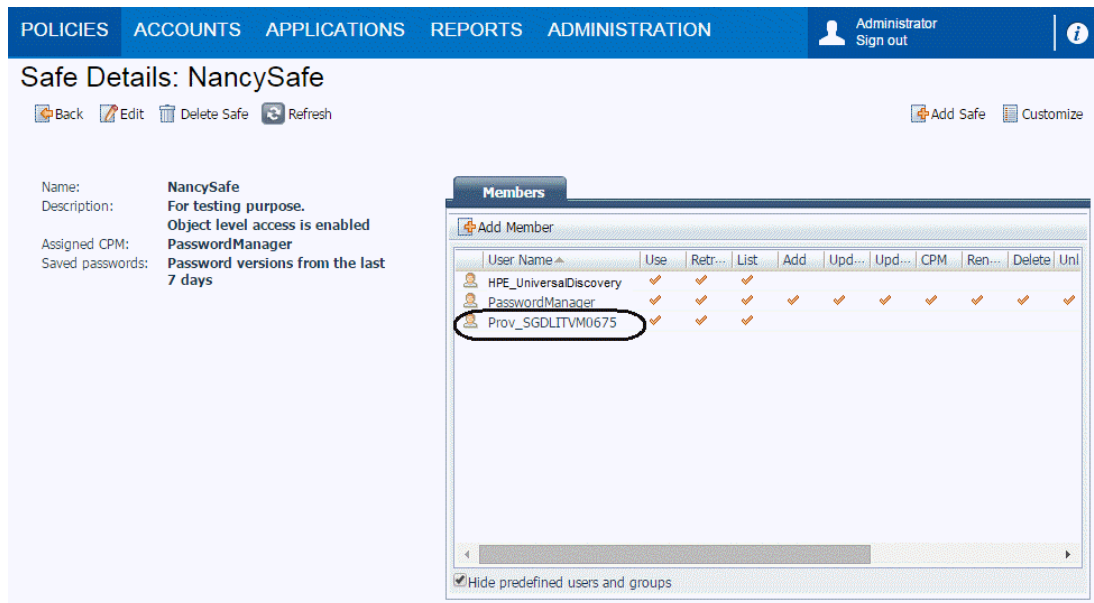 POLICIES ACCOUNTS APPLICATIONS REPORTS ADMINISTRATION Administrator
Sign out
Safe Details: NancySafe
Back Edit Delete Safe Refresh Add Safe Customize
Name: NancySafe
Description: For testing purpose.
Object level access is enabled
Assigned CPM: PasswordManager
Saved passwords: Password versions from the last
7 days
Members
Add Member
User Name Use Retr... List Add Upd... Upd... CPM Ren... Delete Unl
HPE_UniversalDiscovery
PasswordManager
Prov_SGDLITVM0675
Hide predefined users and groups